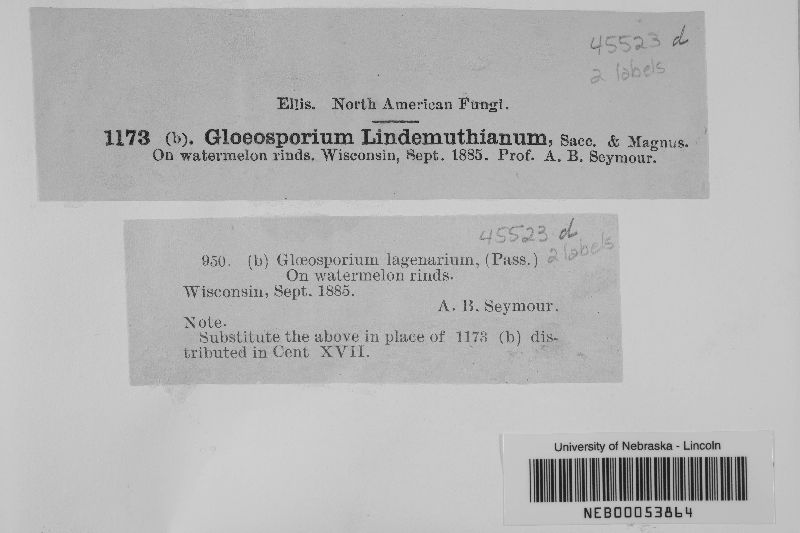 45523 d
2 labels
Ellis. North American Fungi.
1173 (b). Gloeosporium Lindemuthianum, Sacc. & Magnus.
On watermelon rinds. Wisconsin, Sept. 1885. Prof. A. B. Seymour.
45523 d
2 labels
950. (b) Glœosporium lagenarium, (Pass.)
On watermelon rinds.
Wisconsin, Sept. 1885.
A. B. Seymour.
Note.
Substitute the above in place of 1173 (b) dis-
tributed in Cent XVII.
University of Nebraska - Lincoln
NEB00053864